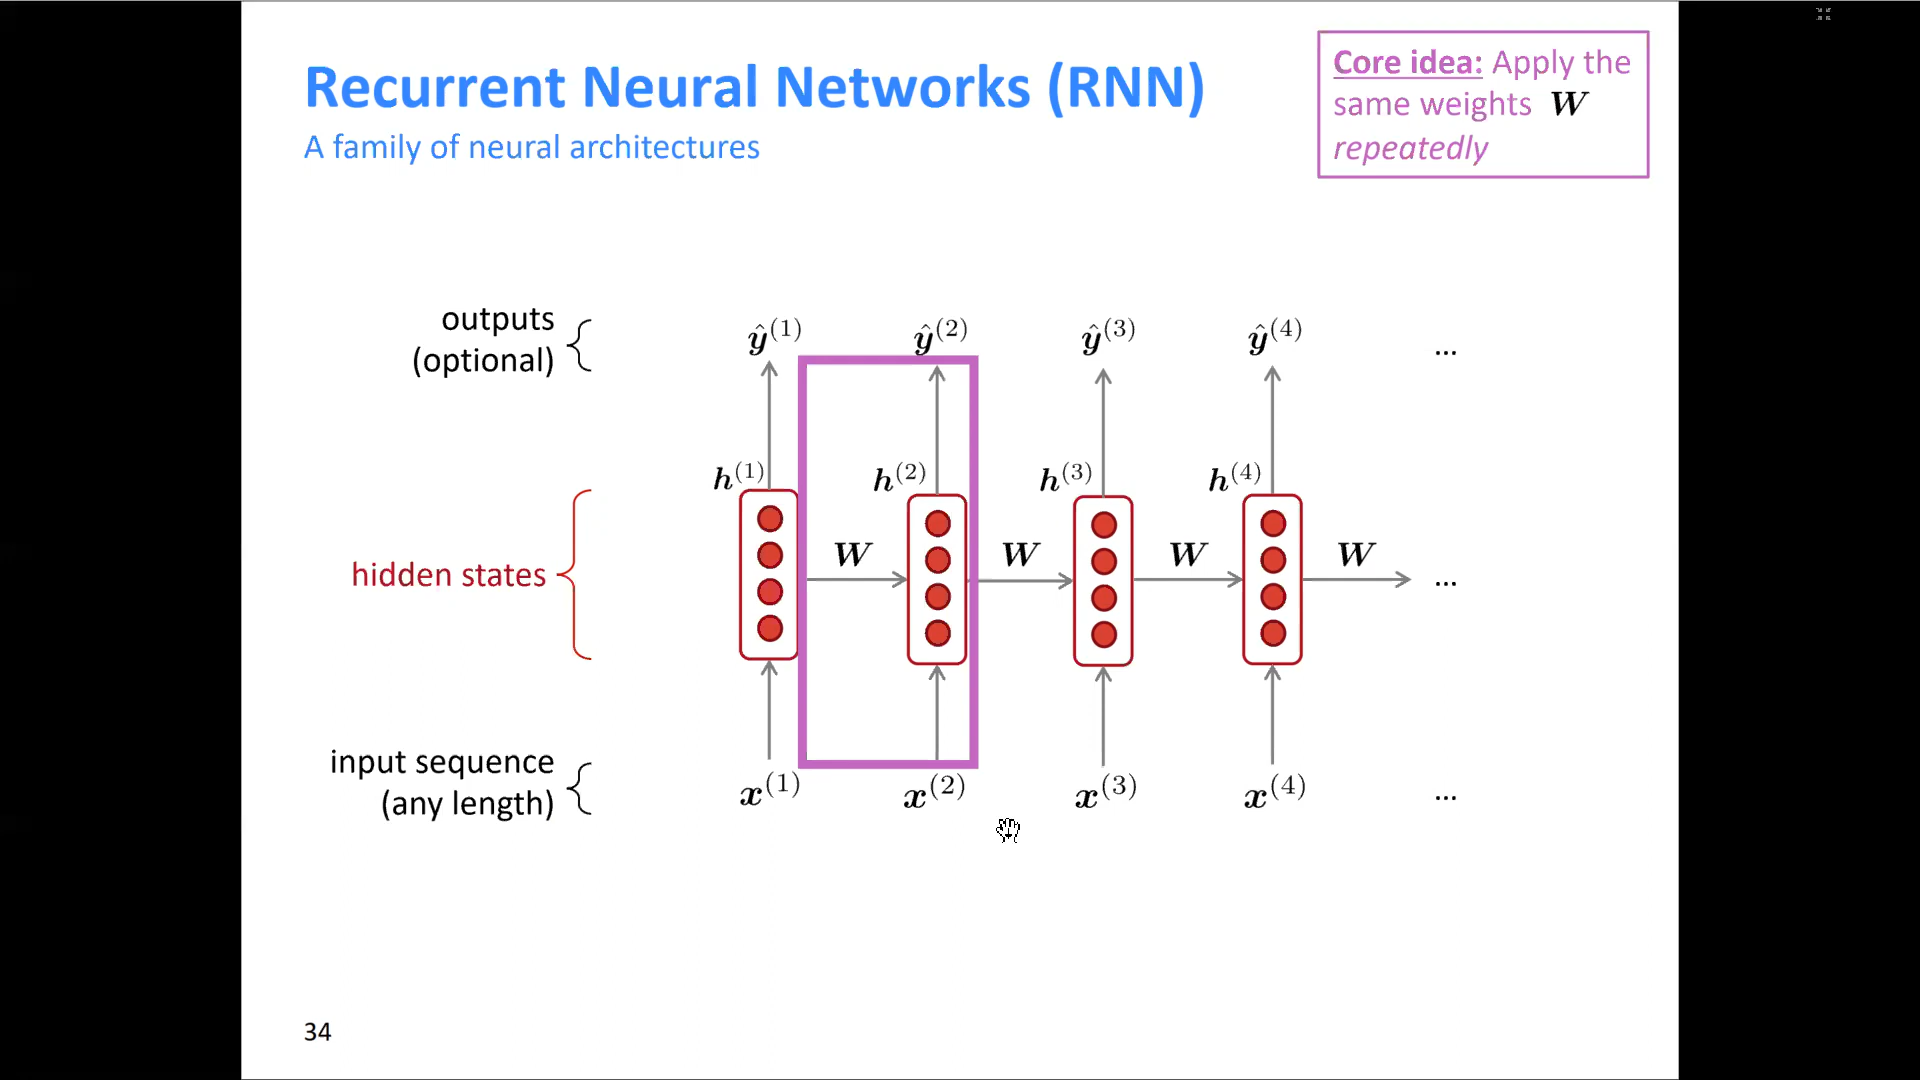 Recurrent Neural Networks (RNN)
A family of neural architectures
Core idea: Apply the
same weights W
repeatedly
outputs
(optional)
ŷ⁽¹⁾ ŷ⁽²⁾ ŷ⁽³⁾ ŷ⁽⁴⁾ ...
h⁽¹⁾ h⁽²⁾ h⁽³⁾ h⁽⁴⁾
W W W W
hidden states ...
input sequence
(any length)
x⁽¹⁾ x⁽²⁾ x⁽³⁾ x⁽⁴⁾ ...
34